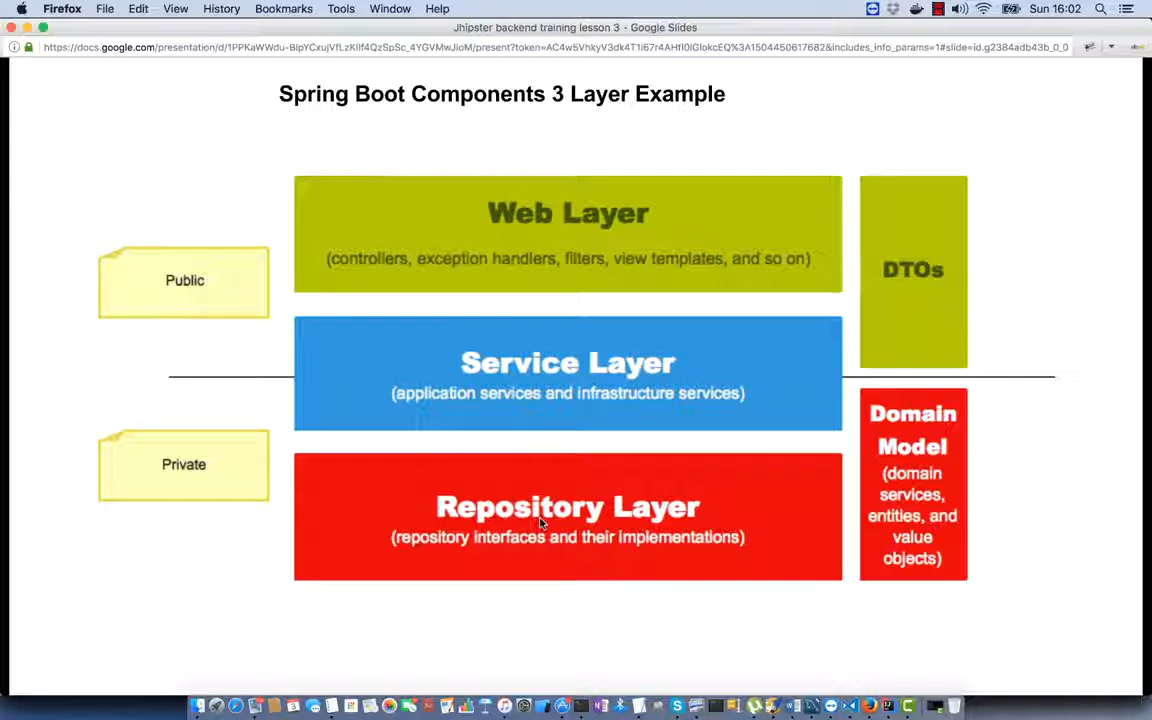 Firefox File Edit View History Bookmarks Tools Window Help Sun 16:02
Jhipster backend training lesson 3 - Google Slides
Spring Boot Components 3 Layer Example
Web Layer
(controllers, exception handlers, filters, view templates, and so on)
DTOs
Public
Service Layer
(application services and infrastructure services)
Private
Repository Layer
(repository interfaces and their implementations)
Domain
Model
(domain
services,
entities, and
value
objects)